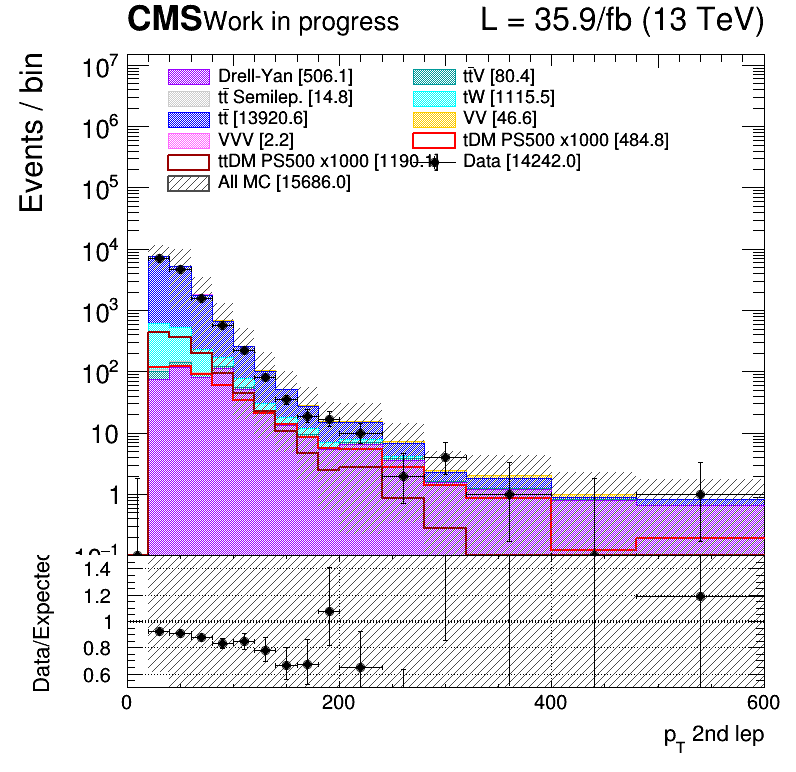 CMS Work in progress L = 35.9/fb (13 TeV)
Events / bin
10⁷
10⁶
10⁵
10⁴
10³
10²
10
1
10⁻¹
Drell-Yan [506.1]
tt̄V [80.4]
tt̄ Semilep. [14.8]
tW [1115.5]
tt̄ [13920.6]
VV [46.6]
VVV [2.2]
tDM PS500 x1000 [484.8]
ttDM PS500 x1000 [1190.1]
Data [14242.0]
All MC [15686.0]
Data/Expected
1.4
1.2
1
0.8
0.6
0 200 400 600
p_T 2nd lep